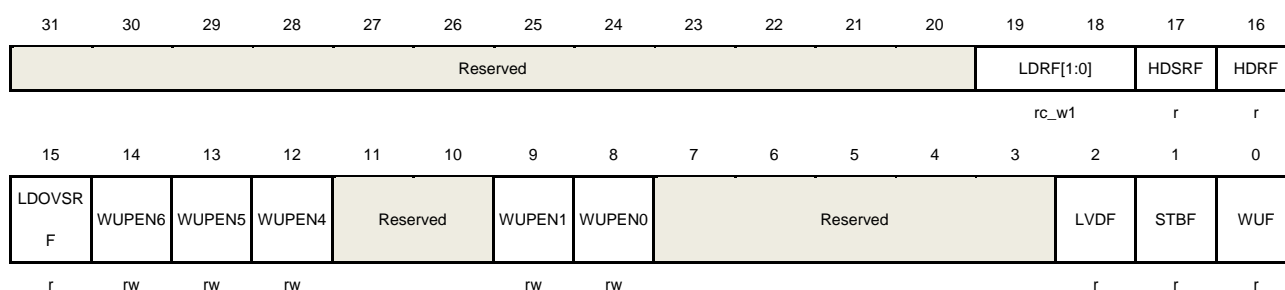 31 30 29 28 27 26 25 24 23 22 21 20 19 18 17 16
Reserved LDRF[1:0] HDSRF HDRF
rc_w1 r r
15 14 13 12 11 10 9 8 7 6 5 4 3 2 1 0
LDOVSR
F WUPEN6 WUPEN5 WUPEN4 Reserved WUPEN1 WUPEN0 Reserved LVDF STBF WUF
r rw rw rw rw rw r r r